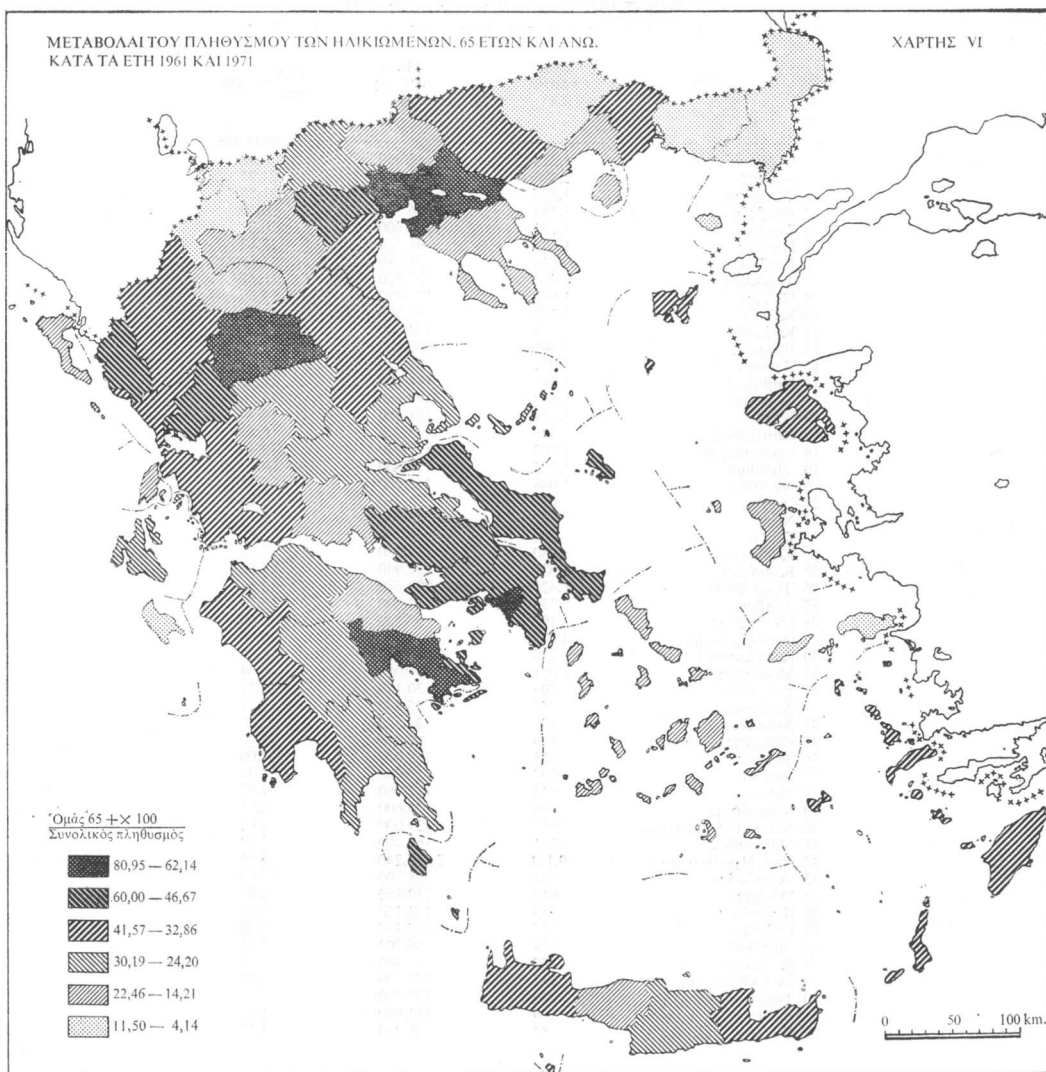 ΜΕΤΑΒΟΛΑΙ ΤΟΥ ΠΛΗΘΥΣΜΟΥ ΤΩΝ ΗΛΙΚΙΩΜΕΝΩΝ. 65 ΕΤΩΝ ΚΑΙ ΑΝΩ.
ΚΑΤΑ ΤΑ ΕΤΗ 1961 ΚΑΙ 1971
ΧΑΡΤΗΣ VI
Ὁμὰς 65 + × 100
Συνολικὸς πληθυσμός
80,95 — 62,14
60,00 — 46,67
41,57 — 32,86
30,19 — 24,20
22,46 — 14,21
11,50 — 4,14
0 50 100 km.